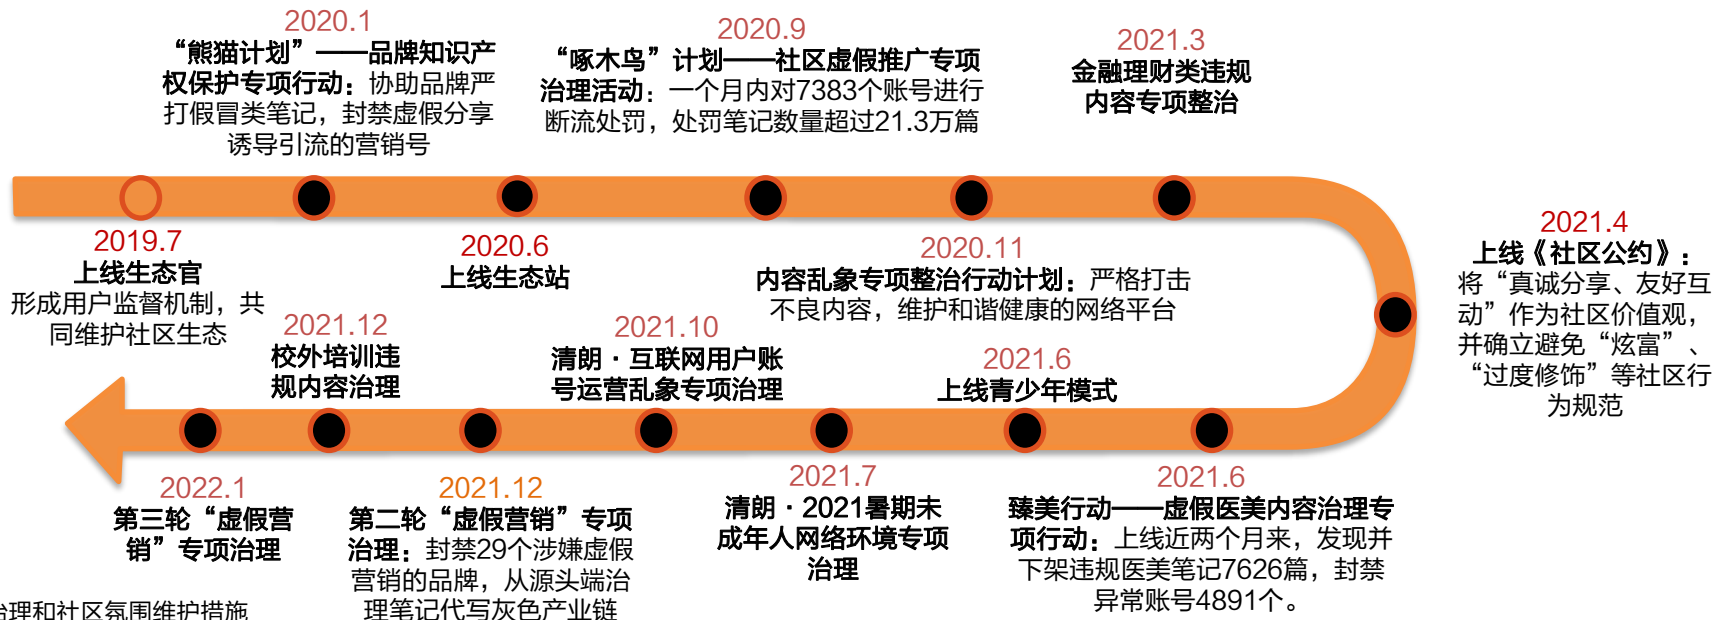 2020.1
“熊猫计划”——品牌知识产
权保护专项行动：协助品牌严
打假冒类笔记，封禁虚假分享
诱导引流的营销号
2020.9
“啄木鸟”计划——社区虚假推广专项
治理活动：一个月内对7383个账号进行
断流处罚，处罚笔记数量超过21.3万篇
2021.3
金融理财类违规
内容专项整治
2019.7
上线生态官
形成用户监督机制，共
同维护社区生态
2020.6
上线生态站
2020.11
内容乱象专项整治行动计划：严格打击
不良内容，维护和谐健康的网络平台
2021.4
上线《社区公约》：
将“真诚分享、友好互
动”作为社区价值观，
并确立避免“炫富”、
“过度修饰”等社区行
为规范
2021.12
校外培训违
规内容治理
2021.10
清朗·互联网用户账
号运营乱象专项治理
2021.6
上线青少年模式
2022.1
第三轮“虚假营
销”专项治理
2021.12
第二轮“虚假营销”专项
治理：封禁29个涉嫌虚假
营销的品牌，从源头端治
理笔记代写灰色产业链
2021.7
清朗·2021暑期未
成年人网络环境专项
治理
2021.6
臻美行动——虚假医美内容治理专
项行动：上线近两个月来，发现并
下架违规医美笔记7626篇，封禁
异常账号4891个。
治理和社区氛围维护措施